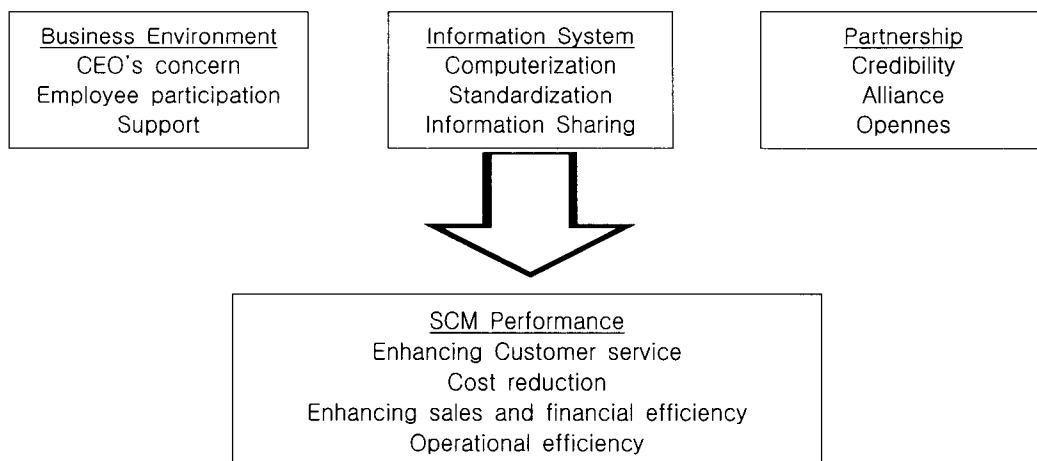 Business Environment
CEO's concern
Employee participation
Support
Information System
Computerization
Standardization
Information Sharing
Partnership
Credibility
Alliance
Opennes
SCM Performance
Enhancing Customer service
Cost reduction
Enhancing sales and financial efficiency
Operational efficiency